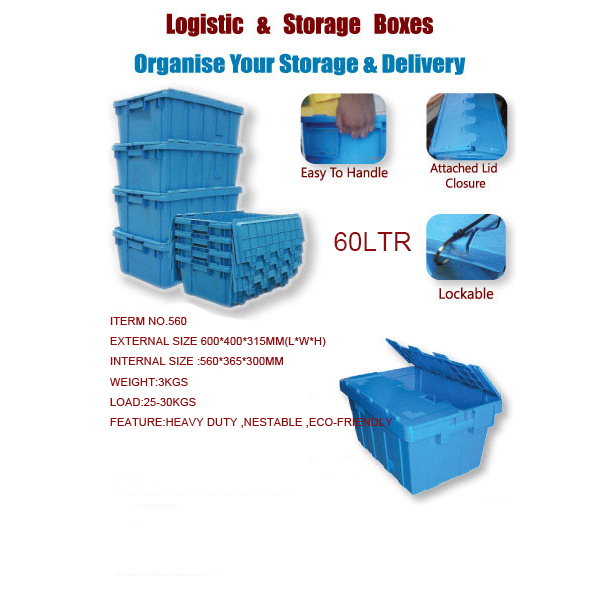 Logistic & Storage Boxes
Organise Your Storage & Delivery
Easy To Handle
Attached Lid
Closure
60LTR
Lockable
ITERM NO.560
EXTERNAL SIZE 600*400*315MM(L*W*H)
INTERNAL SIZE :560*365*300MM
WEIGHT:3KGS
LOAD:25-30KGS
FEATURE:HEAVY DUTY ,NESTABLE ,ECO-FRIENDLY